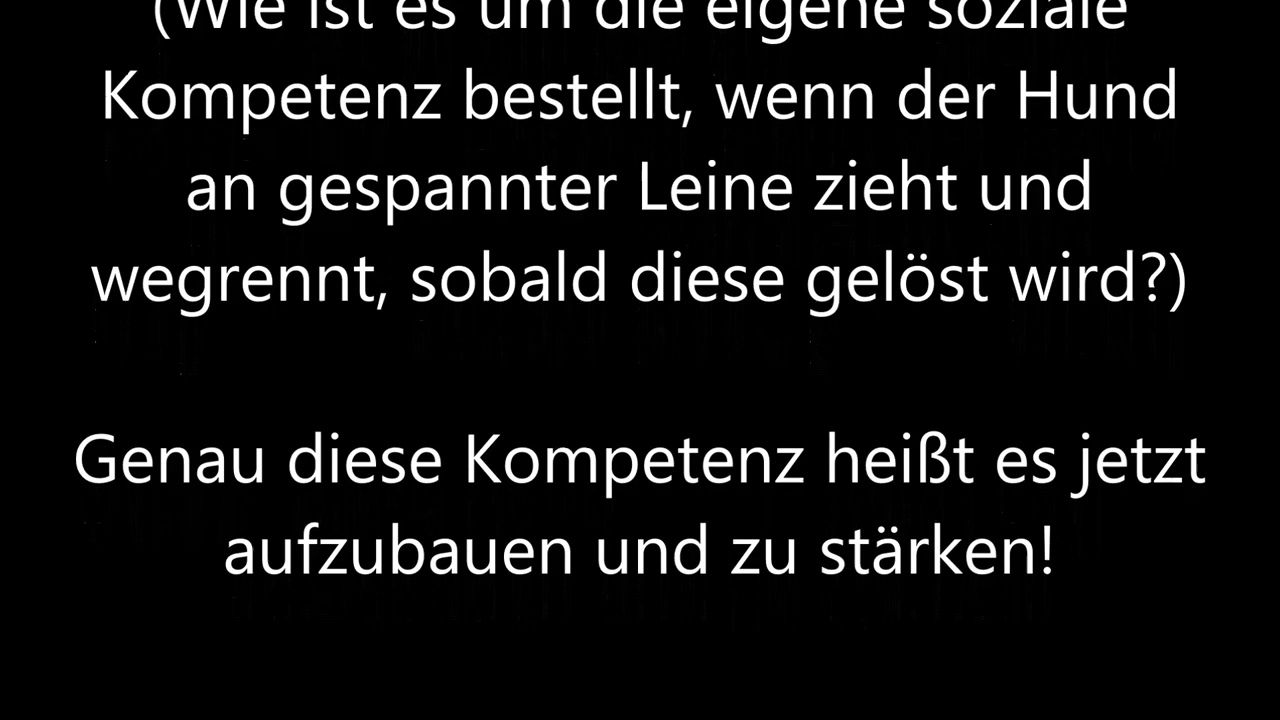 (Wie ist es um die eigene soziale
Kompetenz bestellt, wenn der Hund
an gespannter Leine zieht und
wegrennt, sobald diese gelöst wird?)
Genau diese Kompetenz heißt es jetzt
aufzubauen und zu stärken!